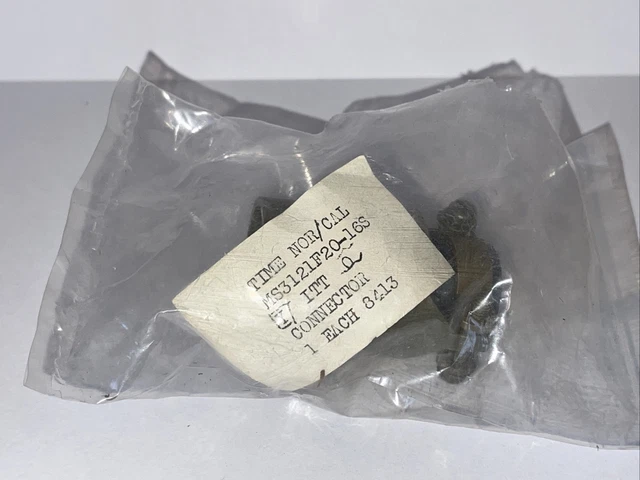 TIME NOR/CAL
MS3121F20-16S
ITT
CONNECTOR
1 EACH 8413